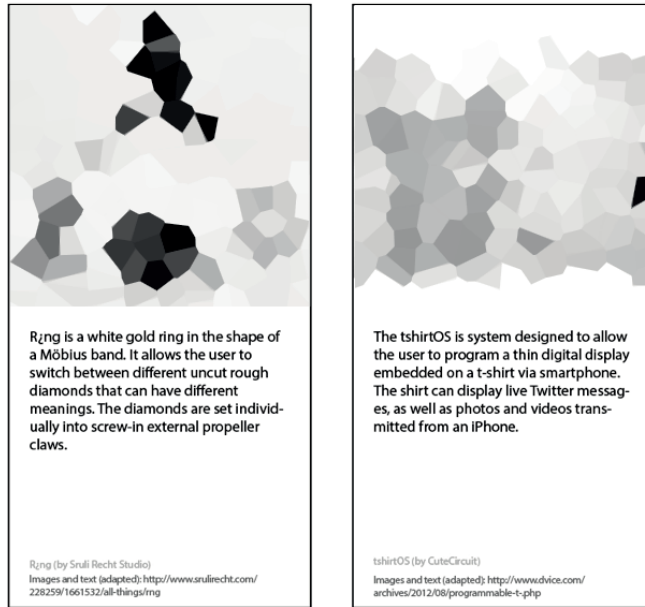 R¿ng is a white gold ring in the shape of
a Möbius band. It allows the user to
switch between different uncut rough
diamonds that can have different
meanings. The diamonds are set individ-
ually into screw-in external propeller
claws.
R¿ng (by Sruli Recht Studio)
Images and text (adapted): http://www.srulirecht.com/
228259/1661532/all-things/rng
The tshirtOS is system designed to allow
the user to program a thin digital display
embedded on a t-shirt via smartphone.
The shirt can display live Twitter messag-
es, as well as photos and videos trans-
mitted from an iPhone.
tshirtOS (by CuteCircuit)
Images and text (adapted): http://www.dvice.com/
archives/2012/08/programmable-t-.php